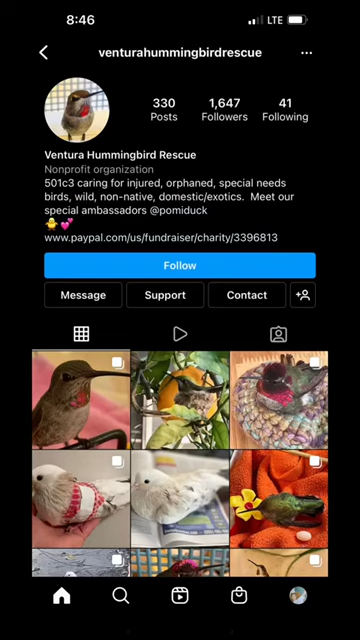 8:46
LTE
venturahummingbirdrescue
330
1,647
41
Posts
Followers
Following
Ventura Hummingbird Rescue
Nonprofit organization
501c3 caring for injured, orphaned, special needs
birds, wild, non-native, domestic/exotics. Meet our
special ambassadors @pomiduck
🐥💕
www.paypal.com/us/fundraiser/charity/3396813
Follow
Message
Support
Contact